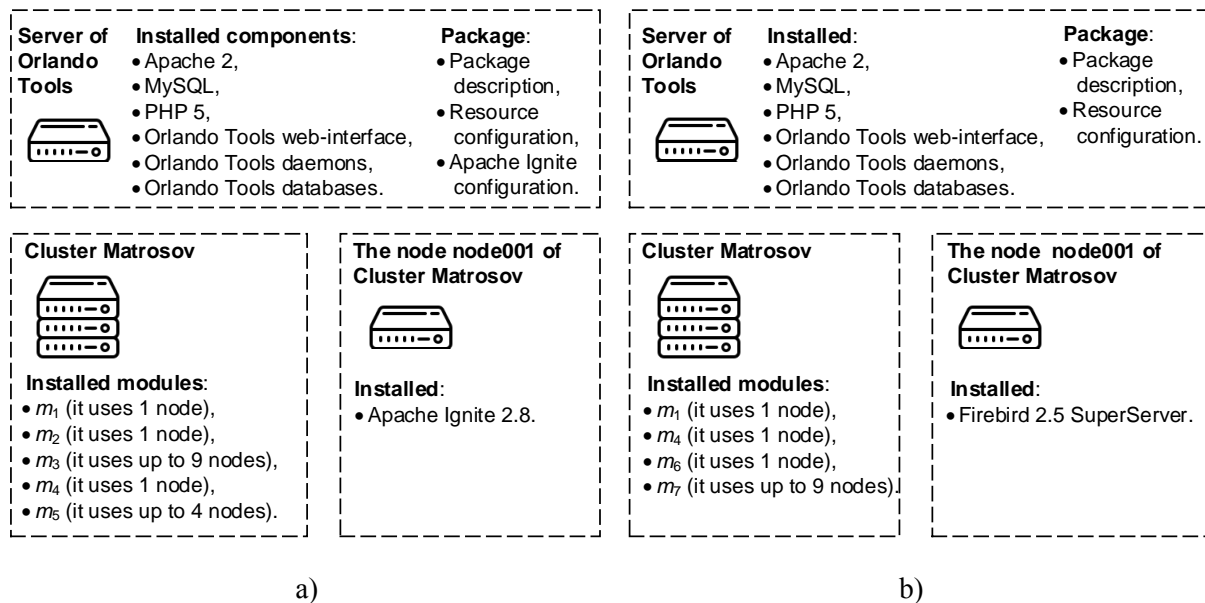 Server of
Orlando
Tools
Installed components:
• Apache 2,
• MySQL,
• PHP 5,
• Orlando Tools web-interface,
• Orlando Tools daemons,
• Orlando Tools databases.
Package:
• Package
description,
• Resource
configuration,
• Apache Ignite
configuration.
Cluster Matrosov
Installed modules:
• m₁ (it uses 1 node),
• m₂ (it uses 1 node),
• m₃ (it uses up to 9 nodes),
• m₄ (it uses 1 node),
• m₅ (it uses up to 4 nodes).
The node node001 of
Cluster Matrosov
Installed:
• Apache Ignite 2.8.
a)
Server of
Orlando
Tools
Installed:
• Apache 2,
• MySQL,
• PHP 5,
• Orlando Tools web-interface,
• Orlando Tools daemons,
• Orlando Tools databases.
Package:
• Package
description,
• Resource
configuration.
Cluster Matrosov
Installed modules:
• m₁ (it uses 1 node),
• m₄ (it uses 1 node),
• m₆ (it uses 1 node),
• m₇ (it uses up to 9 nodes).
The node node001 of
Cluster Matrosov
Installed:
• Firebird 2.5 SuperServer.
b)